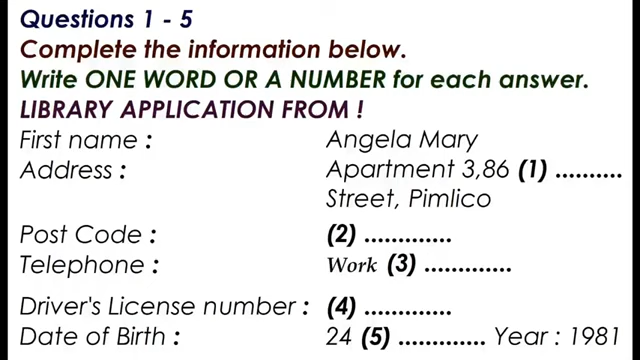 Questions 1 - 5
Complete the information below.
Write ONE WORD OR A NUMBER for each answer.
LIBRARY APPLICATION FROM !
First name : Angela Mary
Address : Apartment 3,86 (1) ..........
Street, Pimlico
Post Code : (2) .............
Telephone : Work (3) .............
Driver's License number : (4) .............
Date of Birth : 24 (5) ............. Year : 1981